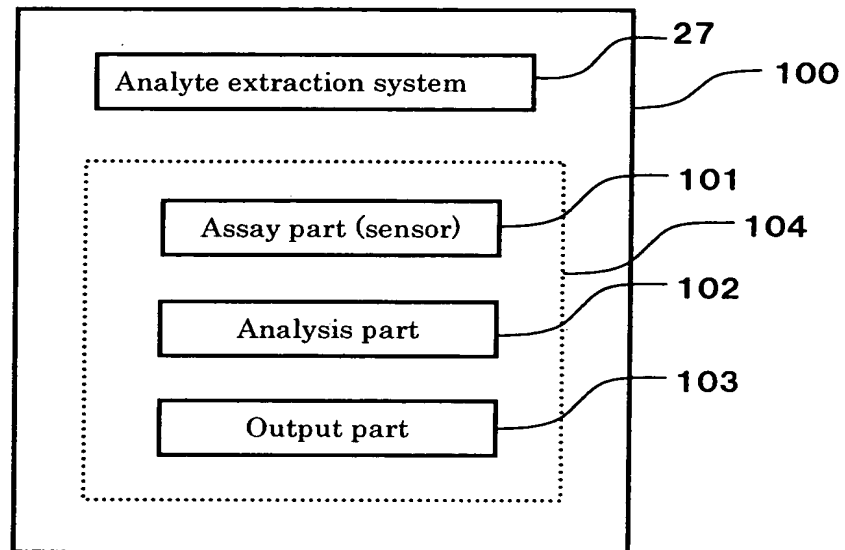 27
Analyte extraction system
100
101
Assay part (sensor)
104
102
Analysis part
103
Output part